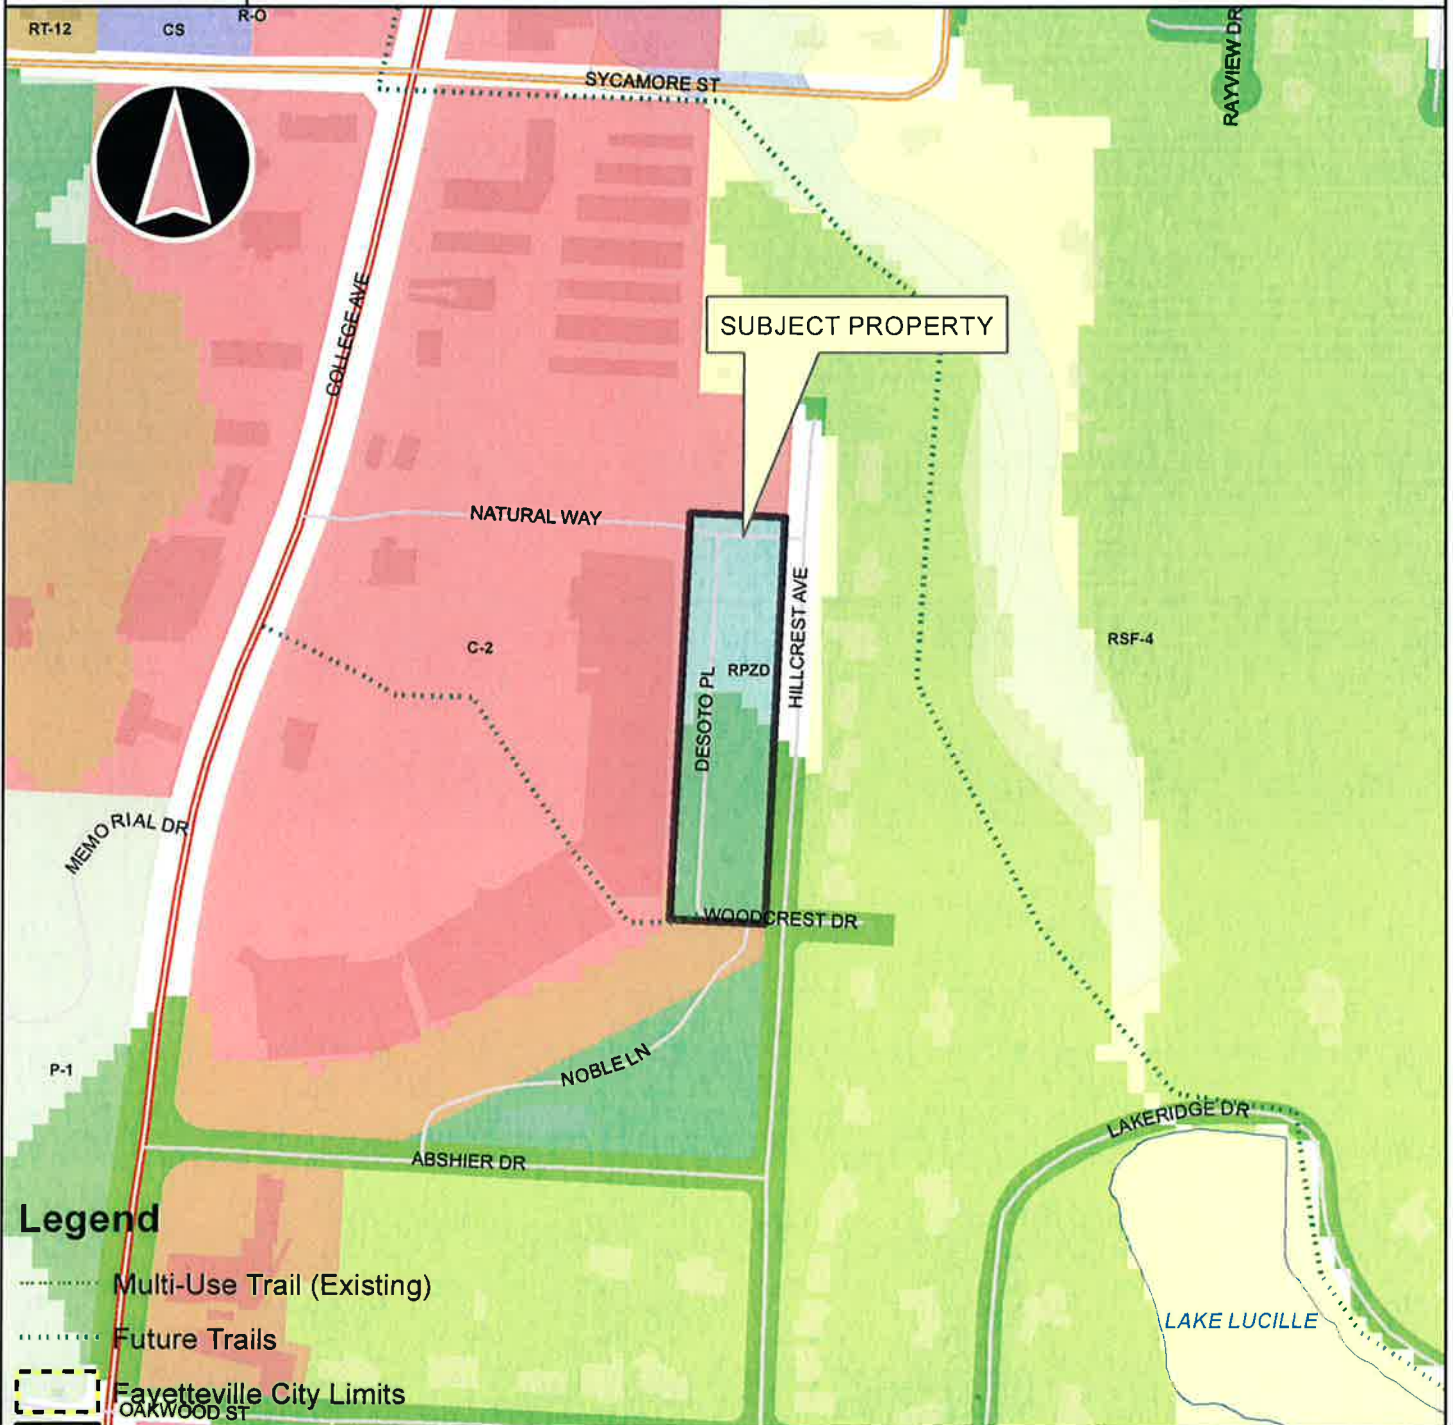 R-O
RT-12
CS
RAYVIEW DR
SYCAMORE ST
COLLEGE AVE
SUBJECT PROPERTY
NATURAL WAY
HILLCREST AVE
RSF-4
C-2
RPZD
DESOTO PL
MEMORIAL DR
WOODCREST DR
NOBLE LN
P-1
LAKERIDGE DR
ABSHIER DR
Legend
Multi-Use Trail (Existing)
LAKE LUCILLE
Future Trails
Fayetteville City Limits
OAKWOOD ST